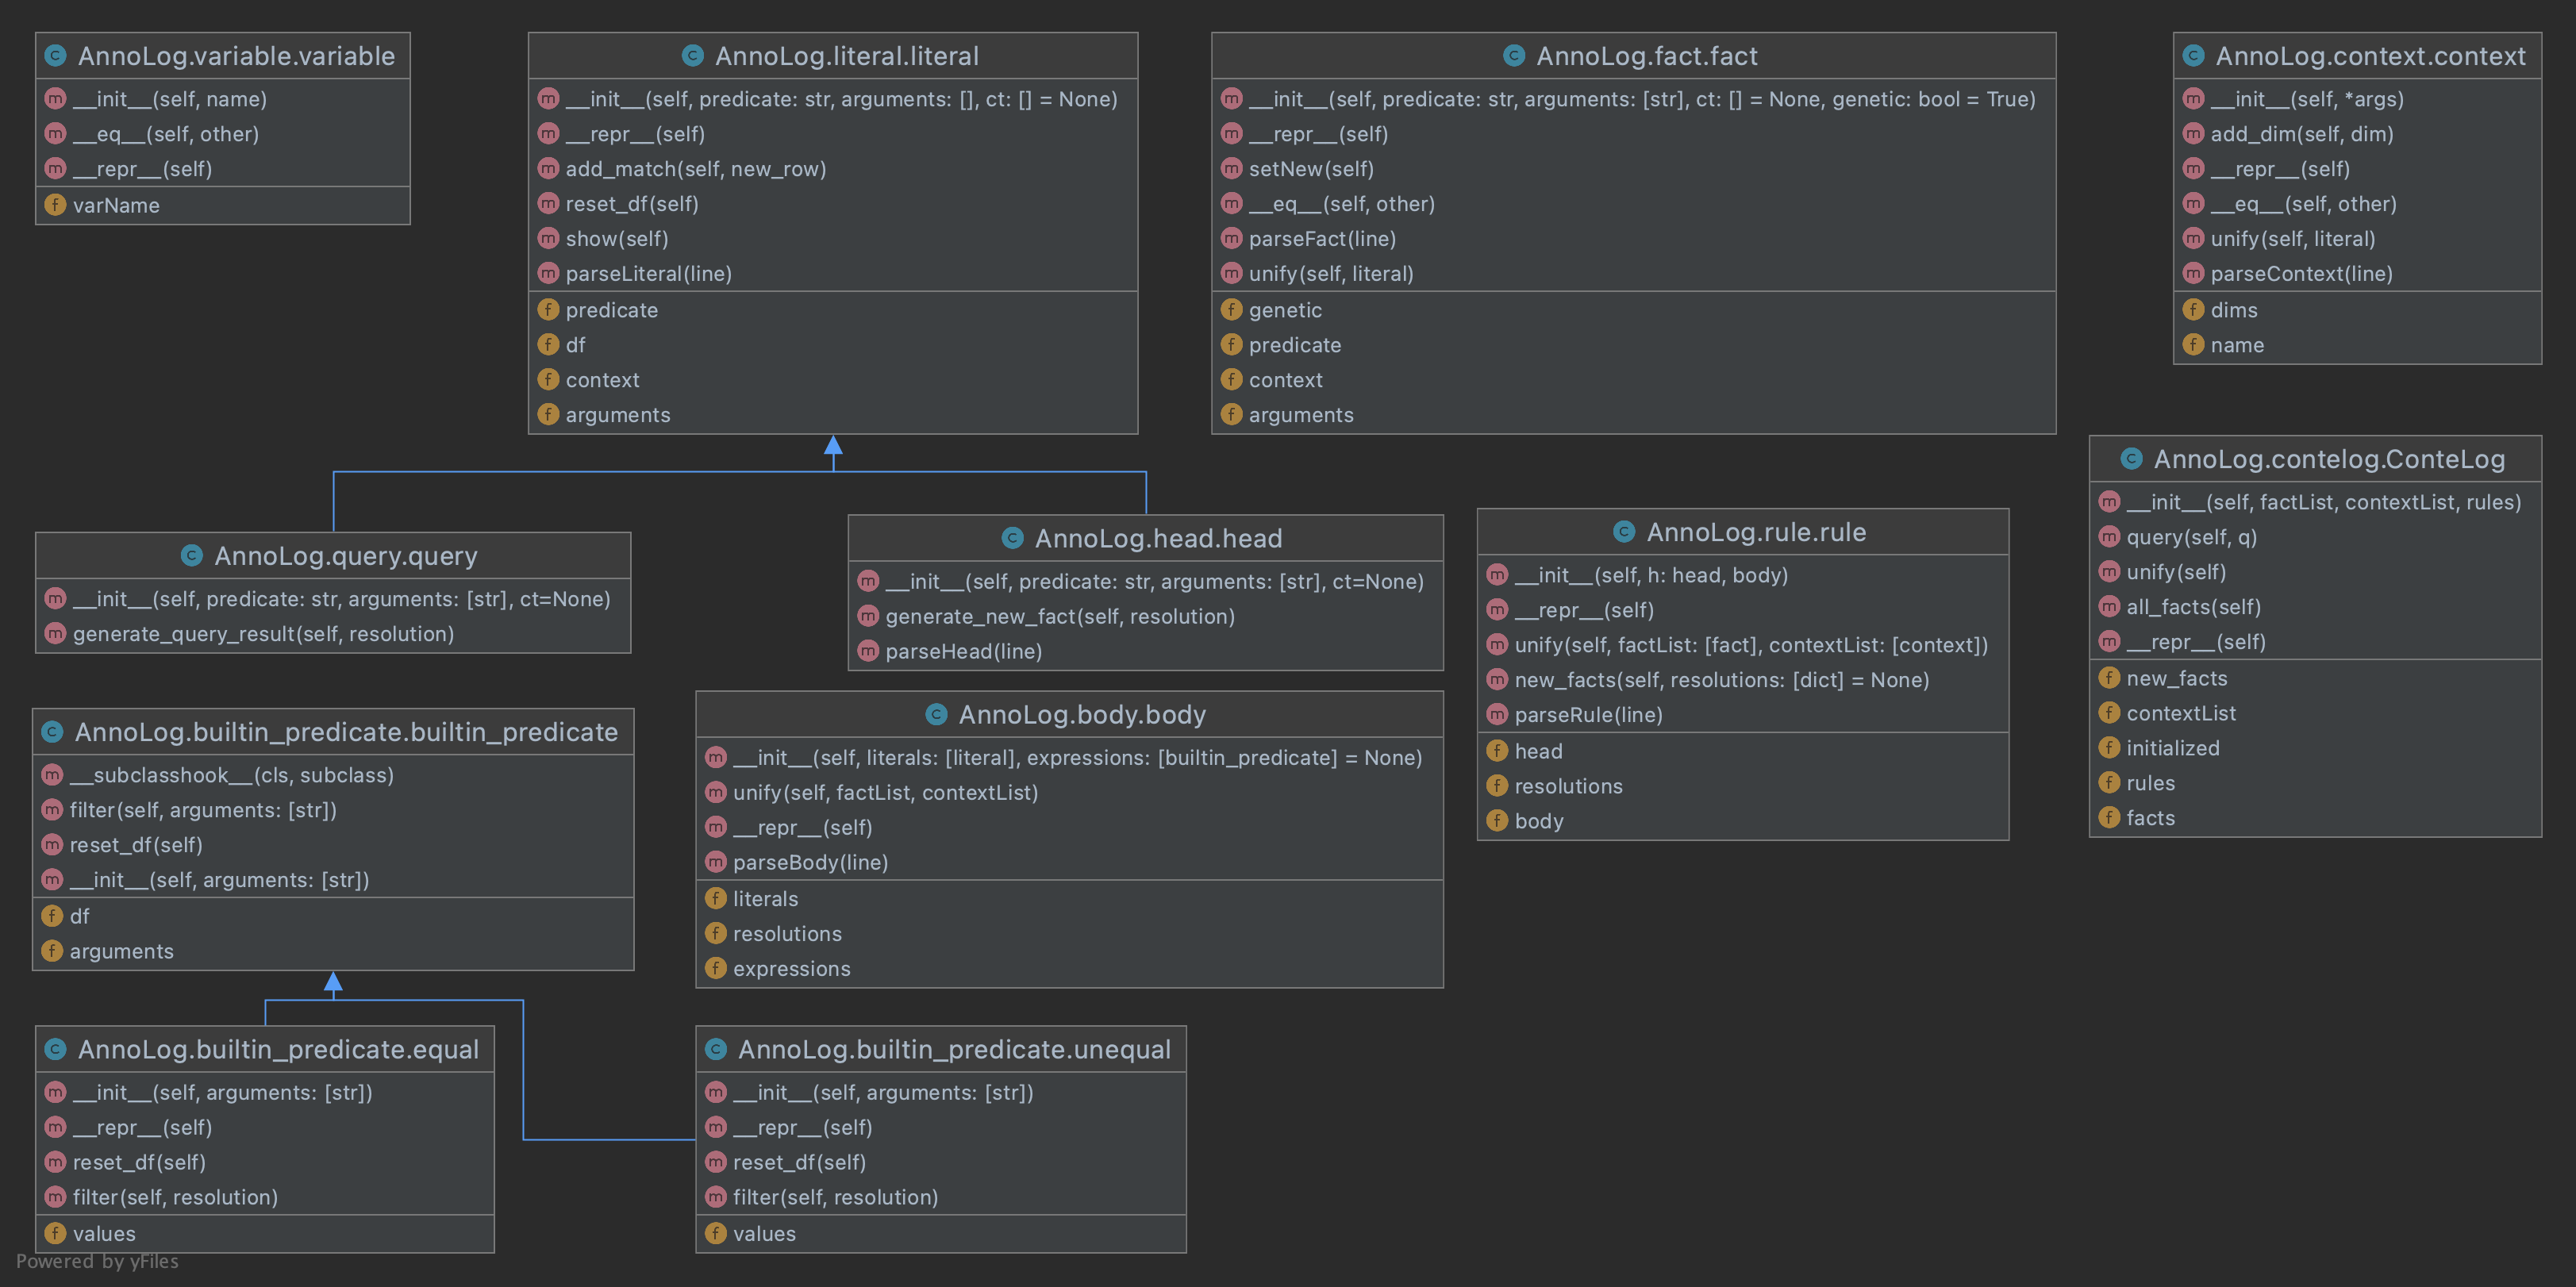 AnnoLog.variable.variable
__init__(self, name)
__eq__(self, other)
__repr__(self)
varName
AnnoLog.literal.literal
__init__(self, predicate: str, arguments: [], ct: [] = None)
__repr__(self)
add_match(self, new_row)
reset_df(self)
show(self)
parseLiteral(line)
predicate
df
context
arguments
AnnoLog.fact.fact
__init__(self, predicate: str, arguments: [str], ct: [] = None, genetic: bool = True)
__repr__(self)
setNew(self)
__eq__(self, other)
parseFact(line)
unify(self, literal)
genetic
predicate
context
arguments
AnnoLog.context.context
__init__(self, *args)
add_dim(self, dim)
__repr__(self)
__eq__(self, other)
unify(self, literal)
parseContext(line)
dims
name
AnnoLog.contelog.ConteLog
__init__(self, factList, contextList, rules)
query(self, q)
unify(self)
all_facts(self)
__repr__(self)
new_facts
contextList
initialized
rules
facts
AnnoLog.query.query
__init__(self, predicate: str, arguments: [str], ct=None)
generate_query_result(self, resolution)
AnnoLog.head.head
__init__(self, predicate: str, arguments: [str], ct=None)
generate_new_fact(self, resolution)
parseHead(line)
AnnoLog.rule.rule
__init__(self, h: head, body)
__repr__(self)
unify(self, factList: [fact], contextList: [context])
new_facts(self, resolutions: [dict] = None)
parseRule(line)
head
resolutions
body
AnnoLog.builtin_predicate.builtin_predicate
__subclasshook__(cls, subclass)
filter(self, arguments: [str])
reset_df(self)
__init__(self, arguments: [str])
df
arguments
AnnoLog.body.body
__init__(self, literals: [literal], expressions: [builtin_predicate] = None)
unify(self, factList, contextList)
__repr__(self)
parseBody(line)
literals
resolutions
expressions
AnnoLog.builtin_predicate.equal
__init__(self, arguments: [str])
__repr__(self)
reset_df(self)
filter(self, resolution)
values
AnnoLog.builtin_predicate.unequal
__init__(self, arguments: [str])
__repr__(self)
reset_df(self)
filter(self, resolution)
values
Powered by yFiles